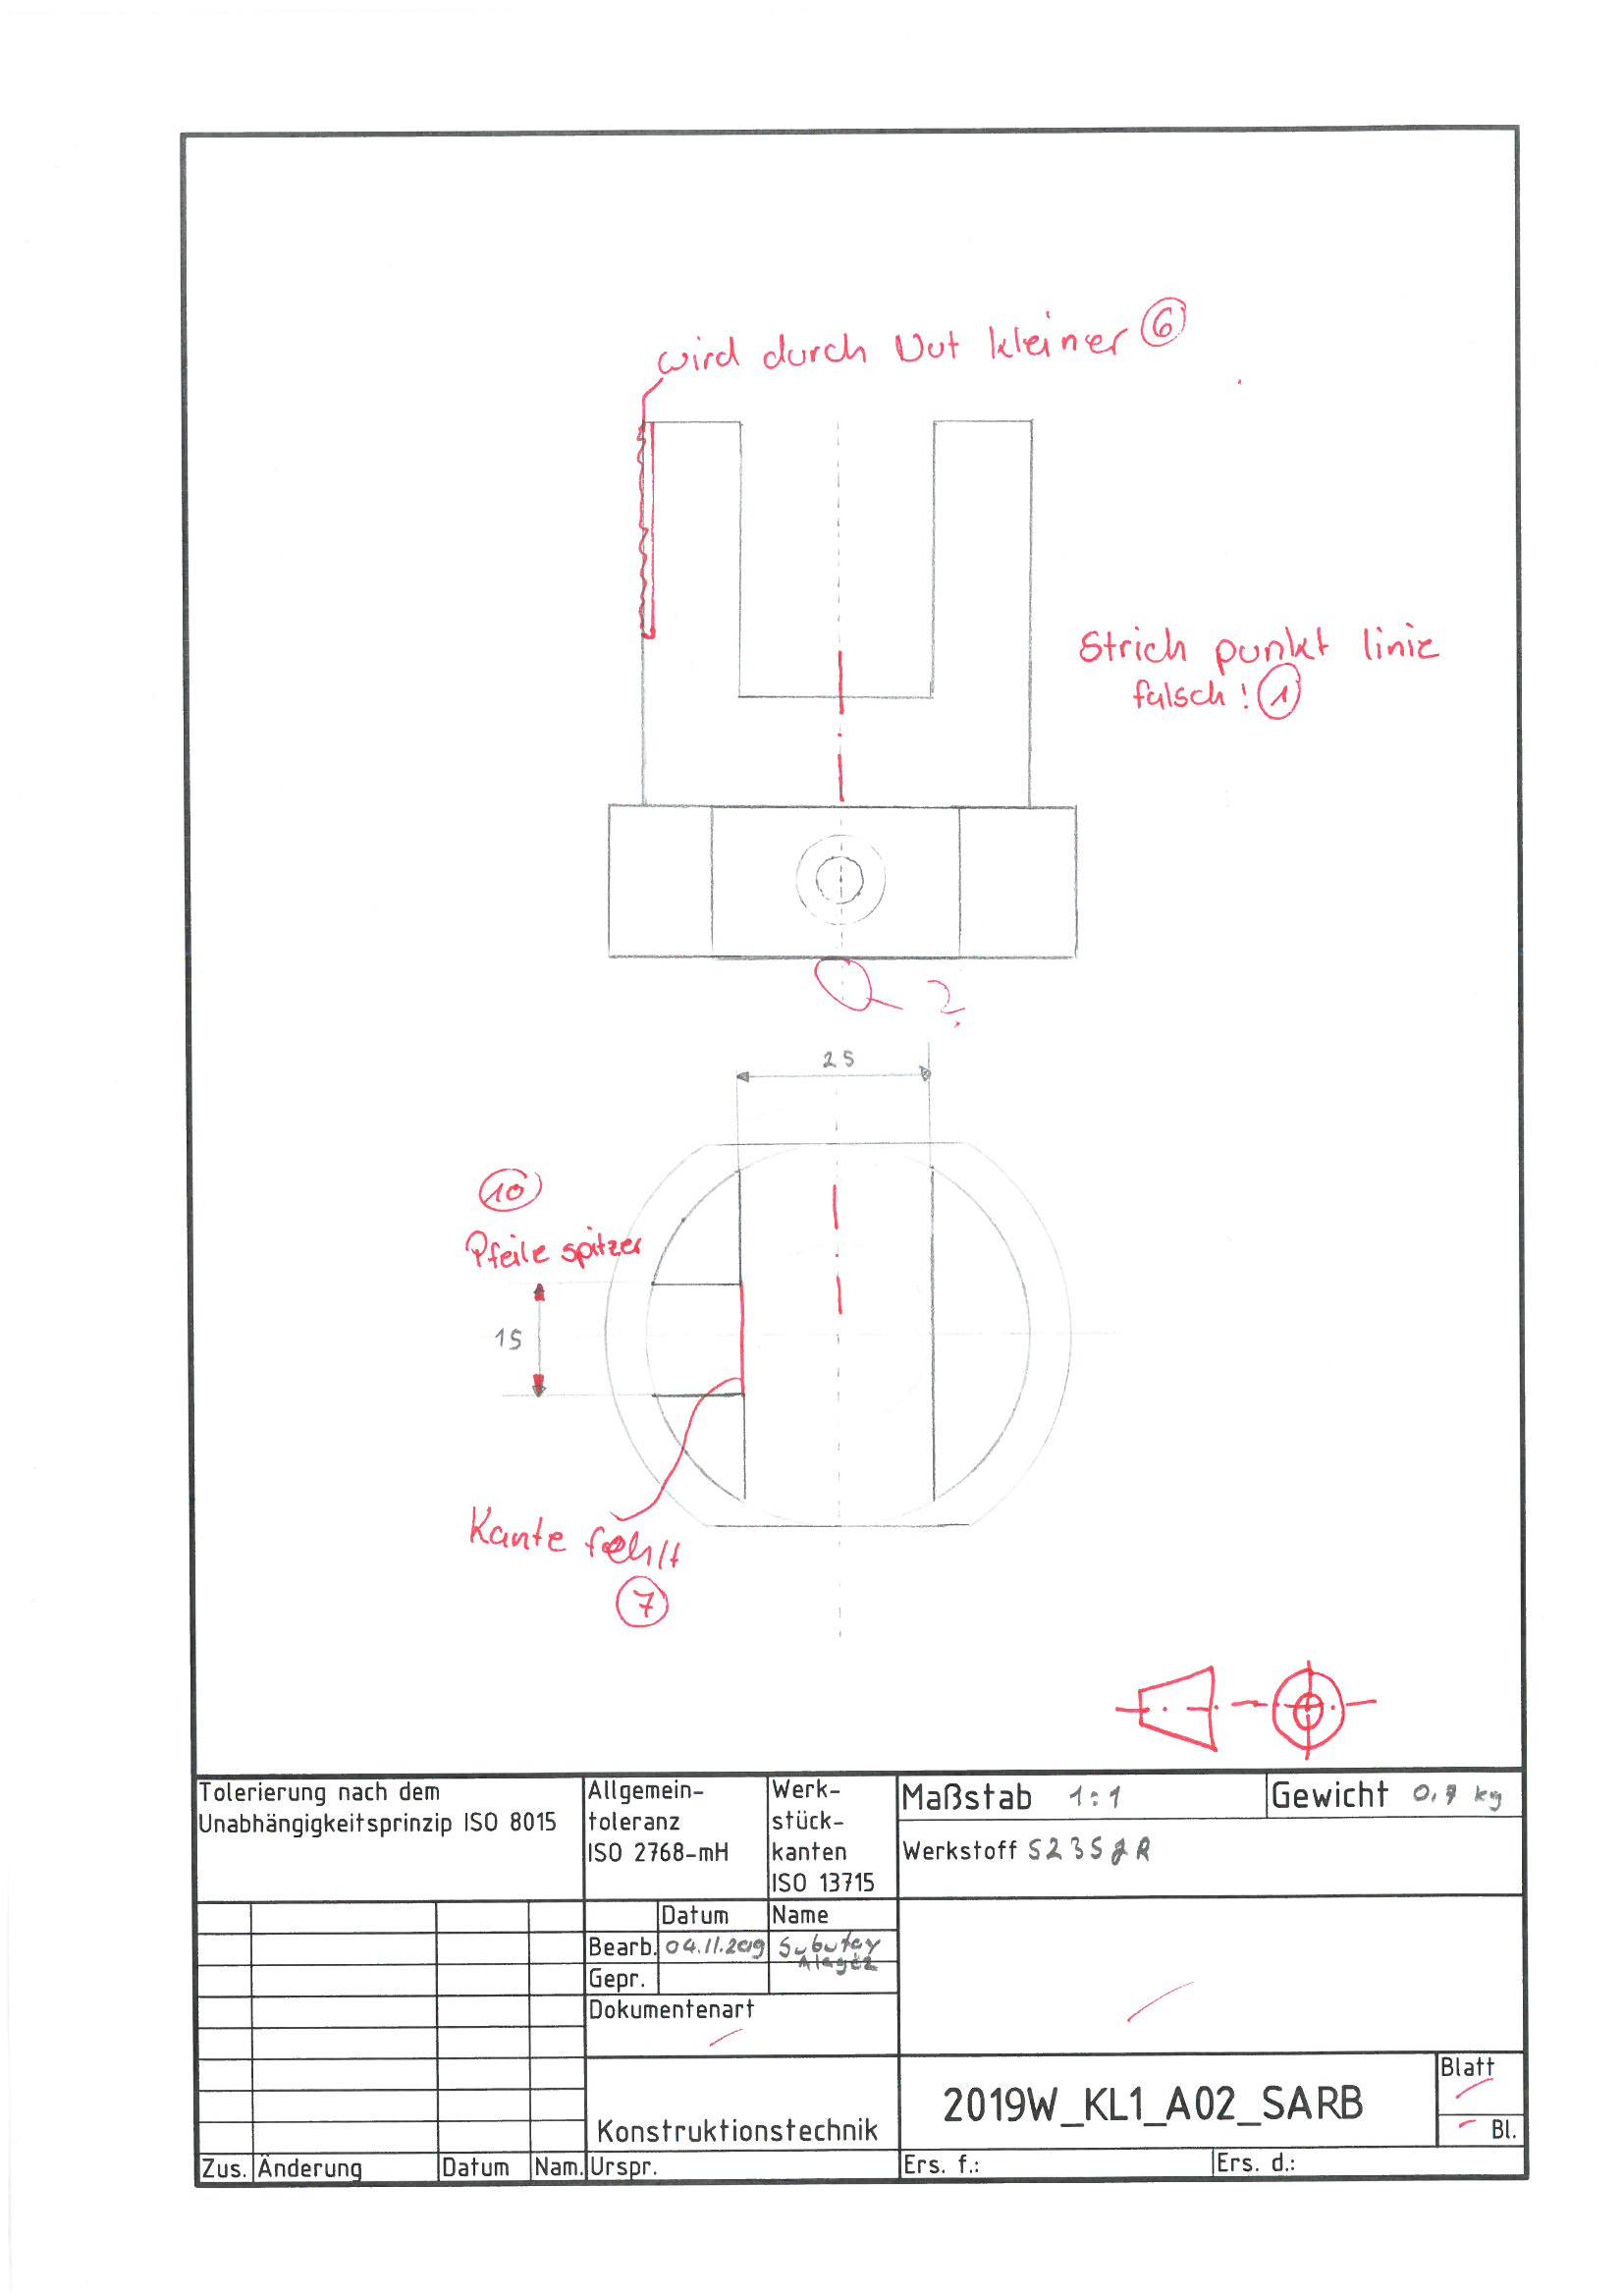 wird durch Nut kleiner 6
Strich punkt linie
falsch! 1
?
25
10
Pfeile spitzer
15
Kante fehlt
7
Tolerierung nach dem
Unabhängigkeitsprinzip ISO 8015
Allgemein-
toleranz
ISO 2768-mH
Werk-
stück-
kanten
ISO 13715
Maßstab 1:1
Gewicht 0,7 kg
Werkstoff S235JR
Datum Name
Bearb. 04.11.2019 Subutay
Alagöz
Gepr.
Dokumentenart
Konstruktionstechnik
2019W_KL1_A02_SARB
Blatt
Bl.
Zus. Änderung Datum Nam. Urspr. Ers. f.: Ers. d.: